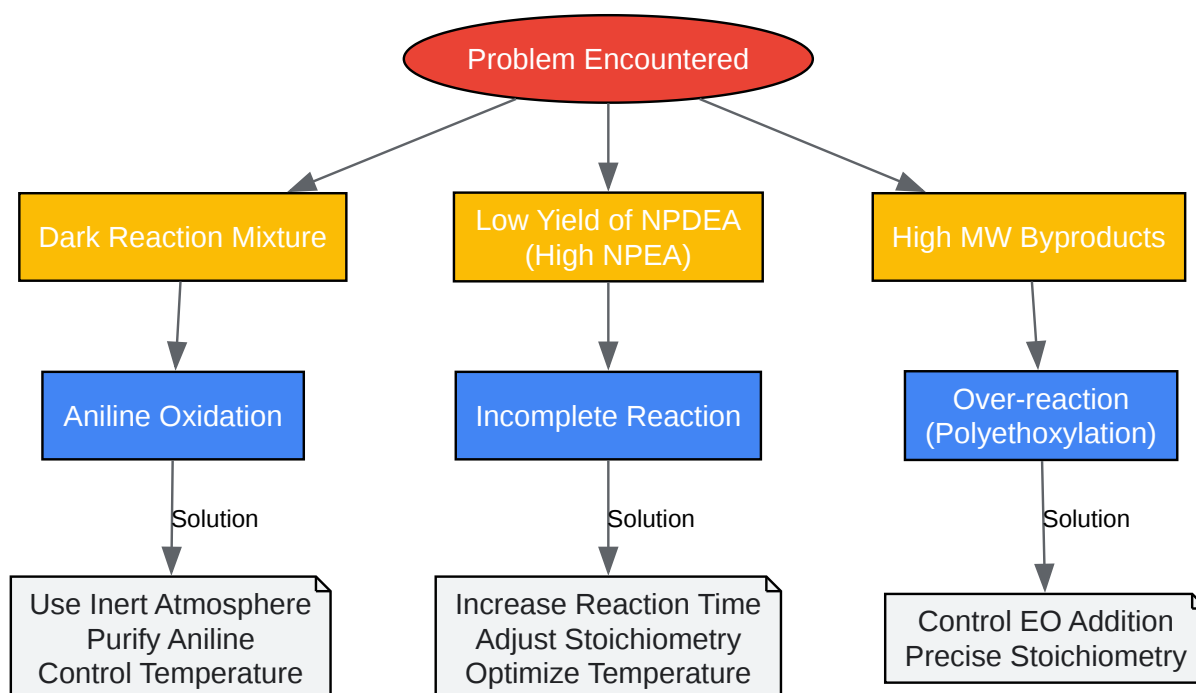 Problem Encountered
Dark Reaction Mixture
Low Yield of NPDEA
(High NPEA)
High MW Byproducts
Aniline Oxidation
Incomplete Reaction
Over-reaction
(Polyethoxylation)
Solution
Solution
Solution
Use Inert Atmosphere
Purify Aniline
Control Temperature
Increase Reaction Time
Adjust Stoichiometry
Optimize Temperature
Control EO Addition
Precise Stoichiometry